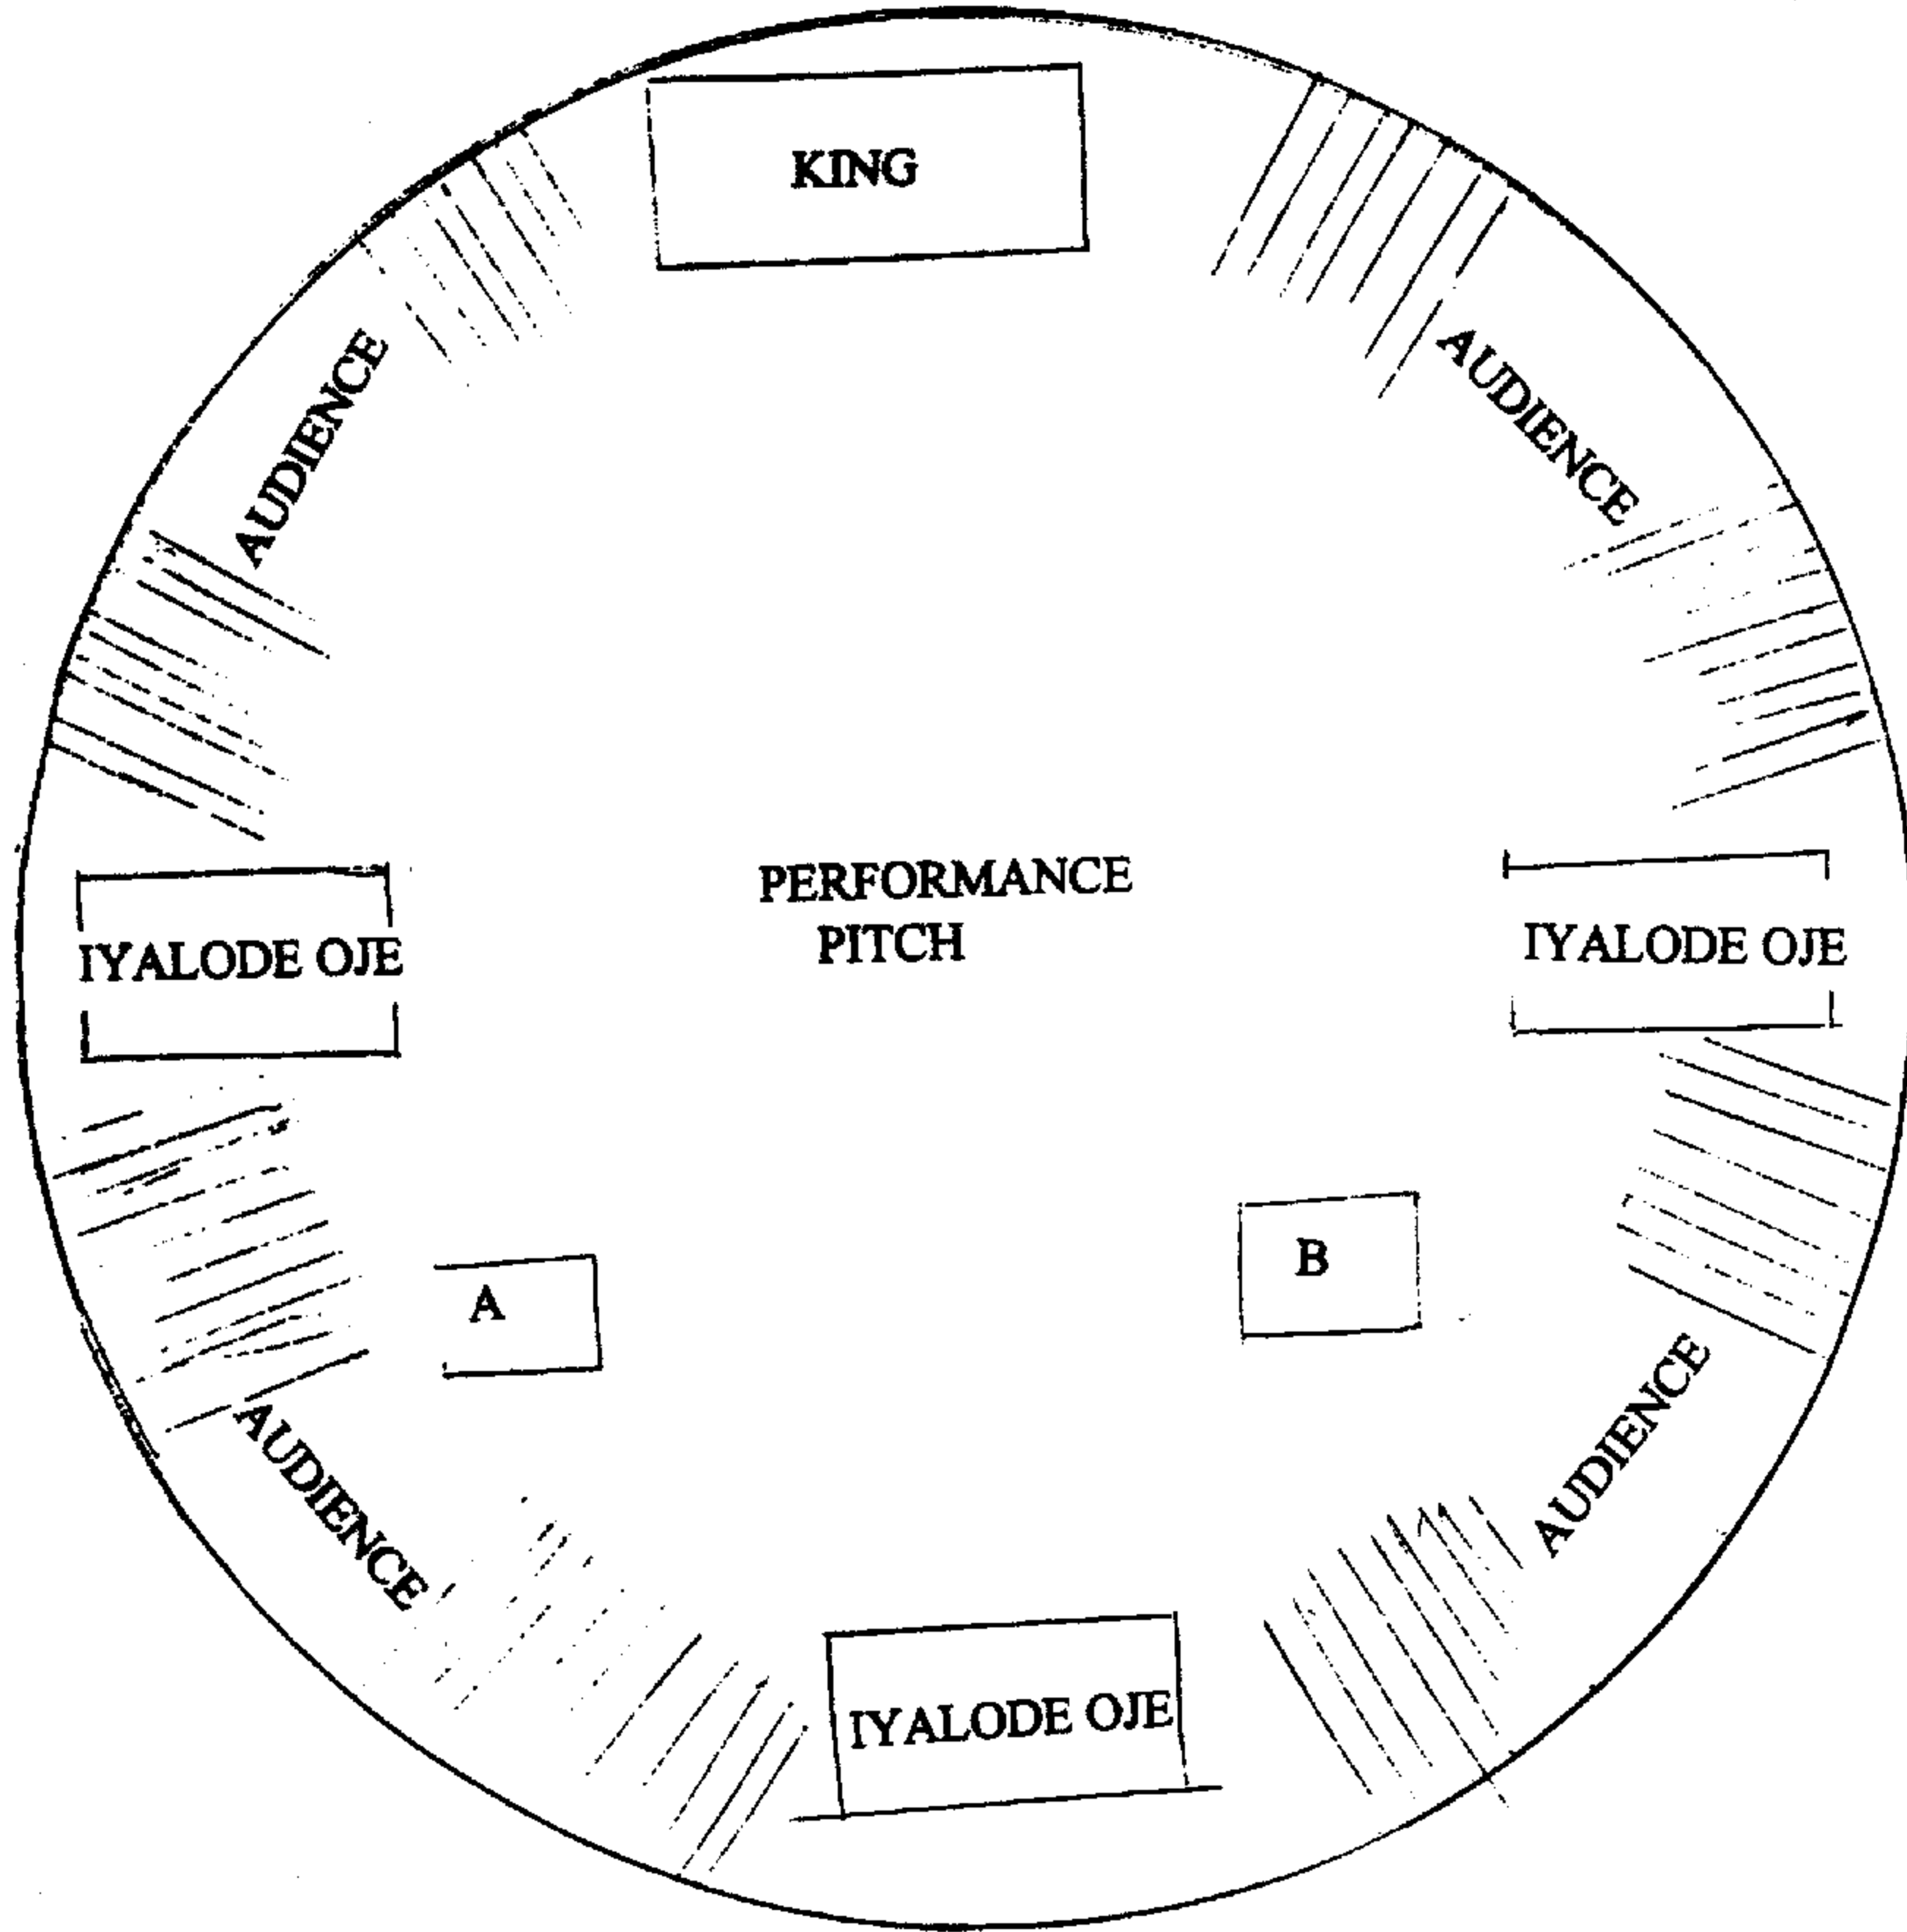 KING
AUDIENCE
AUDIENCE
PERFORMANCE
PITCH
IYALODE OJE
IYALODE OJE
A
B
AUDIENCE
AUDIENCE
IYALODE OJE